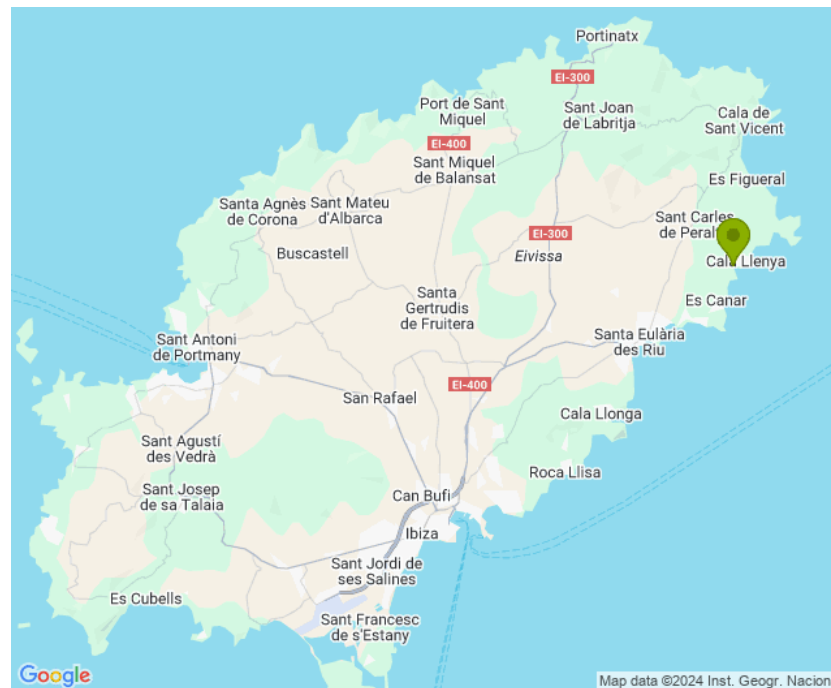 Portinatx
EI-300
Port de Sant
Miquel
Sant Joan
de Labritja
Cala de
Sant Vicent
EI-400
Sant Miquel
de Balansat
Es Figueral
Santa Agnès
de Corona
Sant Mateu
d'Albarca
Sant Carles
de Peral
EI-300
Buscastell
Eivissa
Cala Llenya
Santa
Gertrudis
de Fruitera
Es Canar
Sant Antoni
de Portmany
Santa Eulària
des Riu
EI-400
San Rafael
Cala Llonga
Sant Agustí
des Vedrà
Roca Llisa
Sant Josep
de sa Talaia
Can Bufi
Ibiza
Sant Jordi de
ses Salines
Es Cubells
Sant Francesc
de s'Estany
Google
Map data ©2024 Inst. Geogr. Nacion